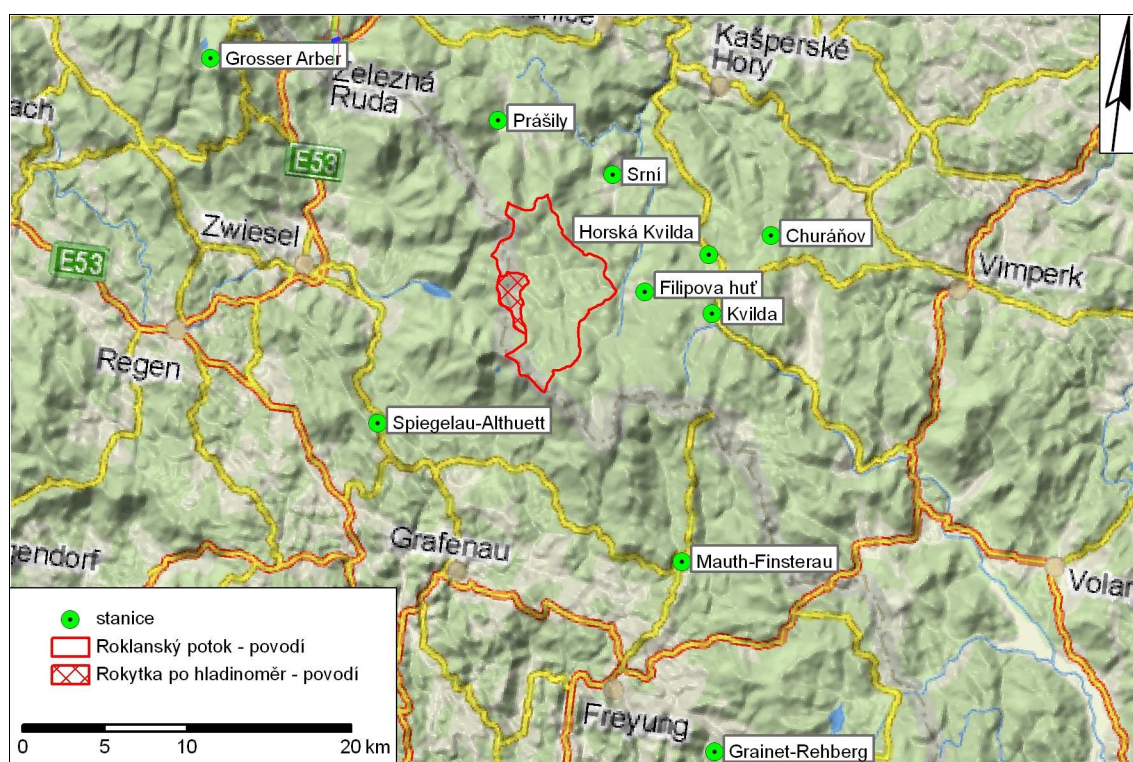 Grosser Arber
Železná
Ruda
Kašperské
Hory
Prášily
E53
Srní
Zwiesel
Horská Kvilda
Churáňov
E53
Filipova huť
Vimperk
Kvilda
Regen
Spiegelau-Althuett
Grafenau
Mauth-Finsterau
stanice
Roklanský potok - povodí
Rokytka po hladinoměr - povodí
Freyung
0 5 10 20 km
Grainet-Rehberg